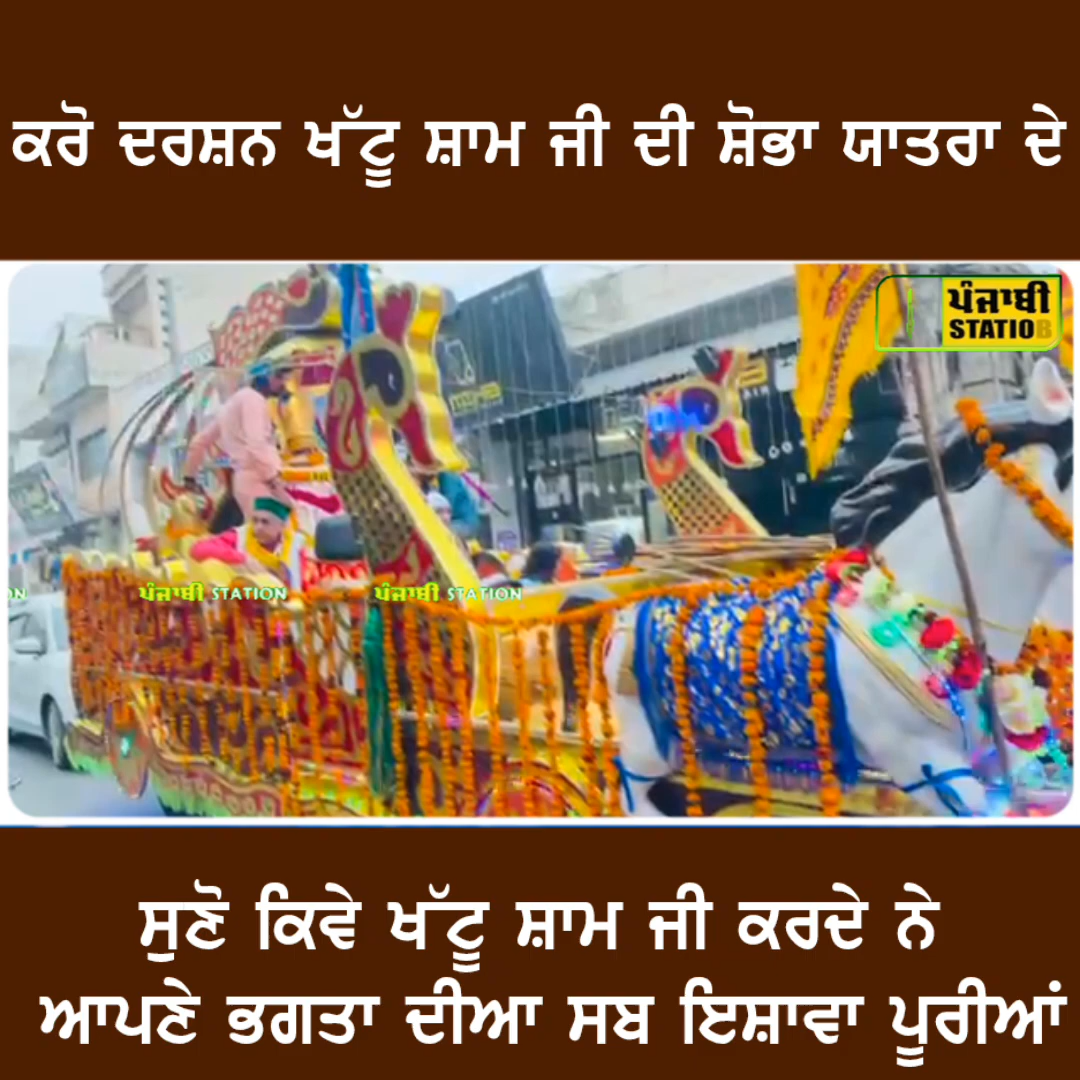 ਕਰੋ ਦਰਸ਼ਨ ਖੱਟੂ ਸ਼ਾਮ ਜੀ ਦੀ ਸ਼ੋਭਾ ਯਾਤਰਾ ਦੇ
ਪੰਜਾਬੀ
STATIO
ਪੰਜਾਬੀ STATION ਪੰਜਾਬੀ STATION
ਸੁਣੋ ਕਿਵੇ ਖੱਟੂ ਸ਼ਾਮ ਜੀ ਕਰਦੇ ਨੇ
ਆਪਣੇ ਭਗਤਾ ਦੀਆ ਸਬ ਇਸ਼ਾਵਾ ਪੂਰੀਆਂ